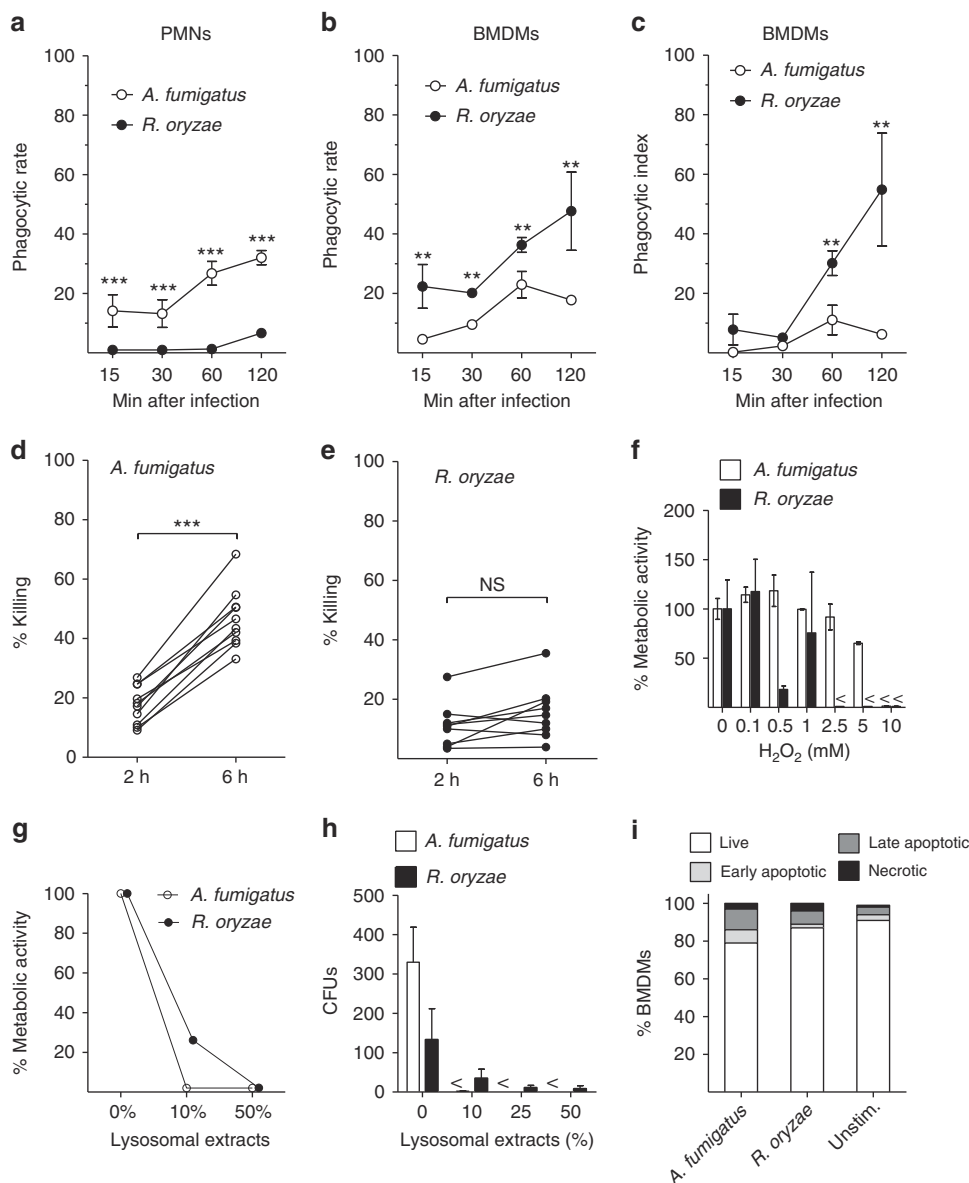 a
PMNs
100
80
60
40
20
Phagocytic rate
A. fumigatus
R. oryzae
***
***
***
***
15 30 60 120
Min after infection
b
BMDMs
100
80
60
40
20
Phagocytic rate
A. fumigatus
R. oryzae
**
**
**
**
15 30 60 120
Min after infection
c
BMDMs
100
80
60
40
20
Phagocytic index
A. fumigatus
R. oryzae
**
**
15 30 60 120
Min after infection
d
A. fumigatus
100
80
60
40
20
0
% Killing
***
2 h 6 h
e
R. oryzae
100
80
60
40
20
% Killing
NS
2 h 6 h
f
A. fumigatus
R. oryzae
200
150
100
50
% Metabolic activity
< < < <
0 0.1 0.5 1 2.5 5 10
H2O2 (mM)
g
100
80
60
40
20
% Metabolic activity
A. fumigatus
R. oryzae
0% 10% 50%
Lysosomal extracts
h
A. fumigatus
R. oryzae
500
400
300
200
100
0
CFUs
< < <
0 10 25 50
Lysosomal extracts (%)
i
Live
Late apoptotic
Early apoptotic
Necrotic
100
80
60
40
20
% BMDMs
A. fumigatus
R. oryzae
Unstim.